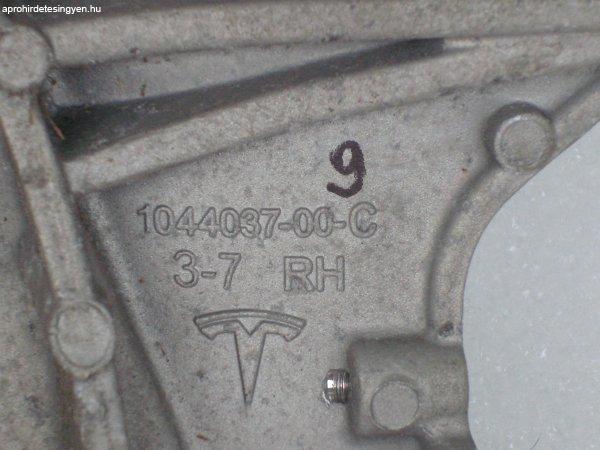 aprohirdetesingyen.hu
9
1044037-00-C
3-7 RH